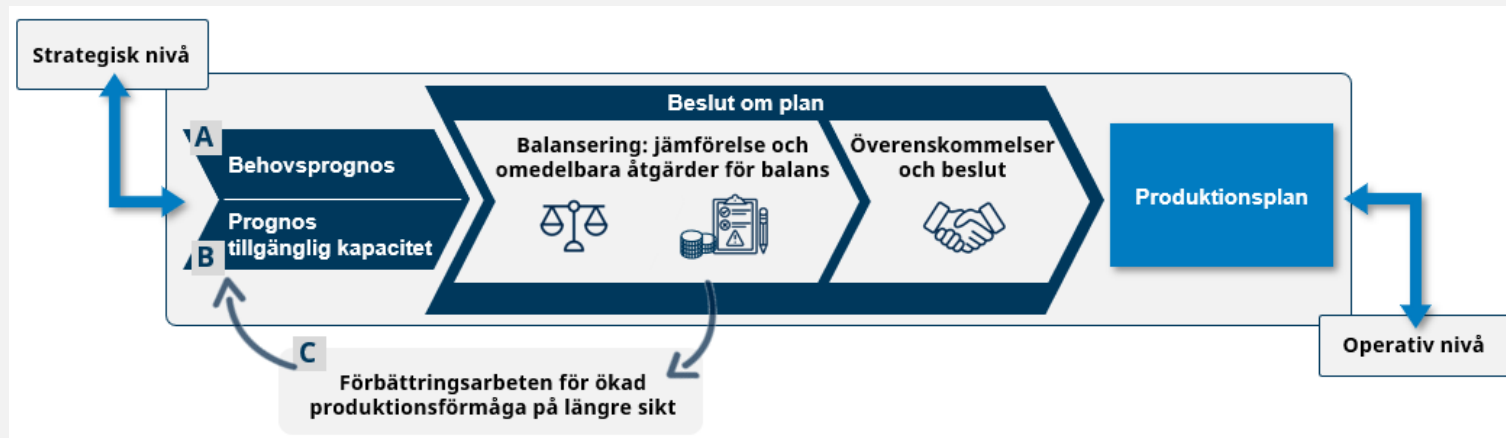 Strategisk nivå
A
Behovsprognos
Prognos
tillgänglig kapacitet
B
Beslut om plan
Balansering: jämförelse och
omedelbara åtgärder för balans
Överenskommelser
och beslut
Produktionsplan
Operativ nivå
C
Förbättringsarbeten för ökad
produktionsförmåga på längre sikt